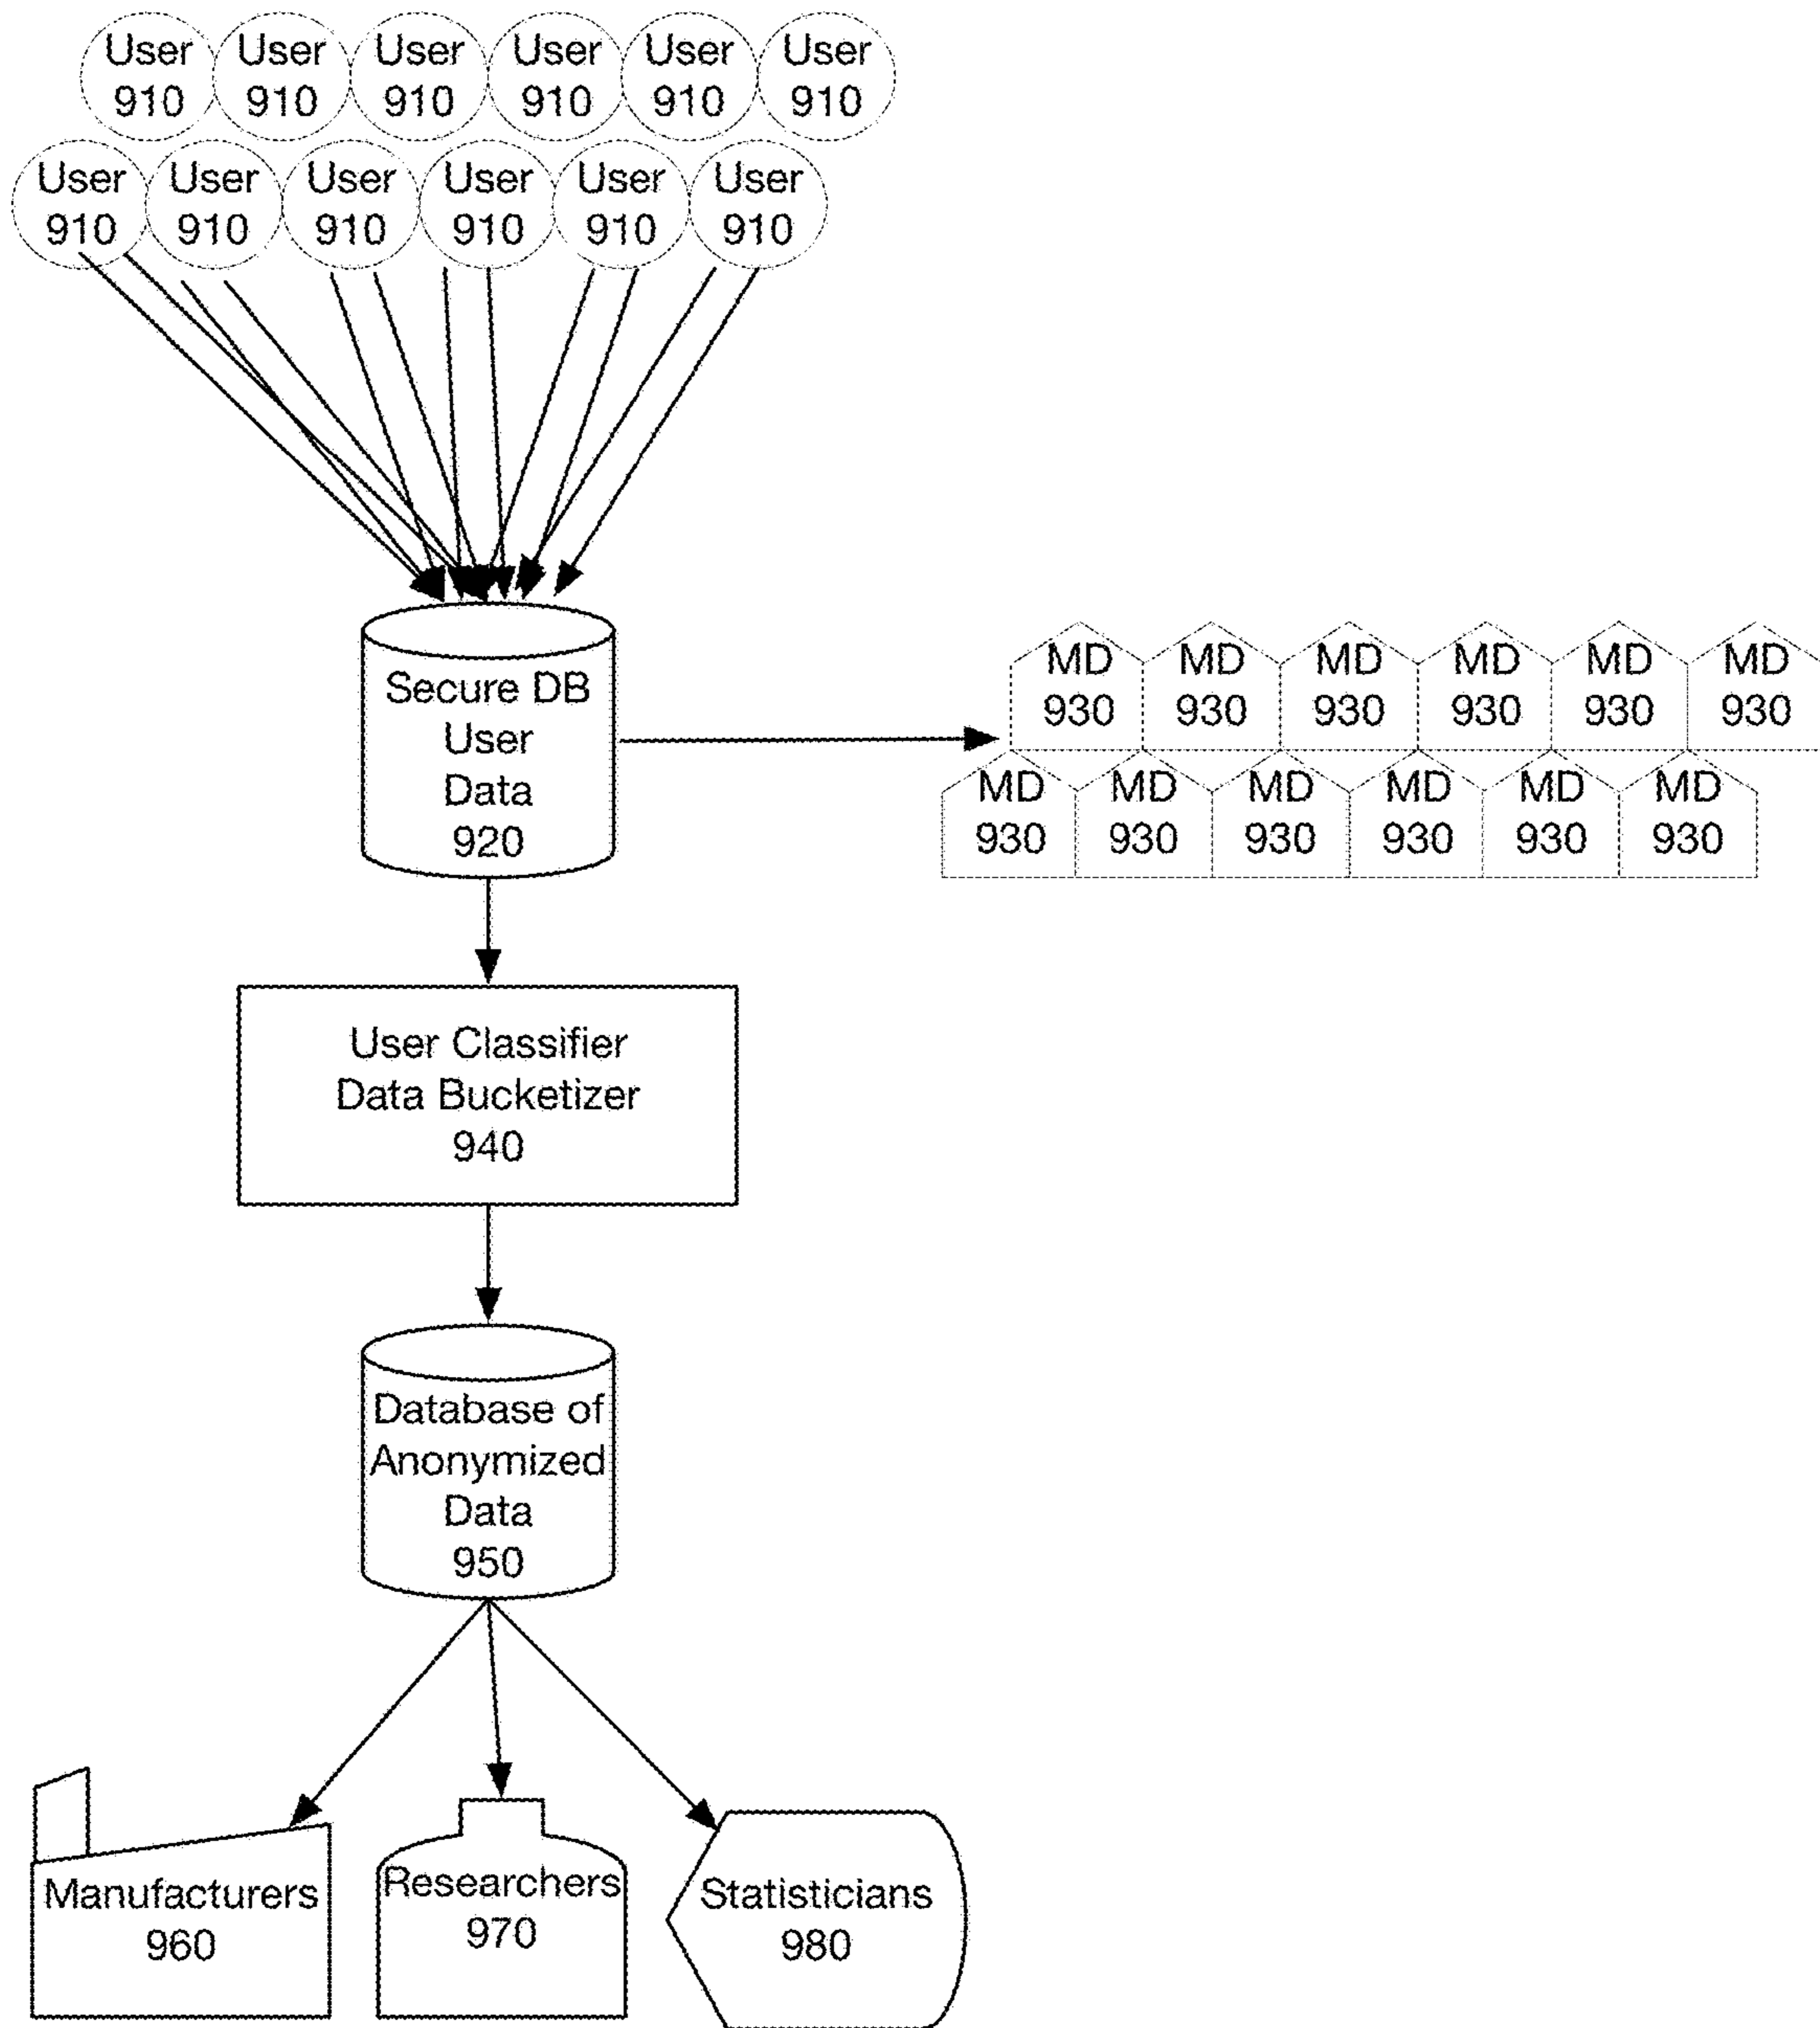 User User User User User User
910 910 910 910 910 910
User User User User User User
910 910 910 910 910 910
Secure DB
User
Data
920
MD MD MD MD MD MD
930 930 930 930 930 930
MD MD MD MD MD MD
930 930 930 930 930 930
User Classifier
Data Bucketizer
940
Database of
Anonymized
Data
950
Manufacturers
960
Researchers
970
Statisticians
980